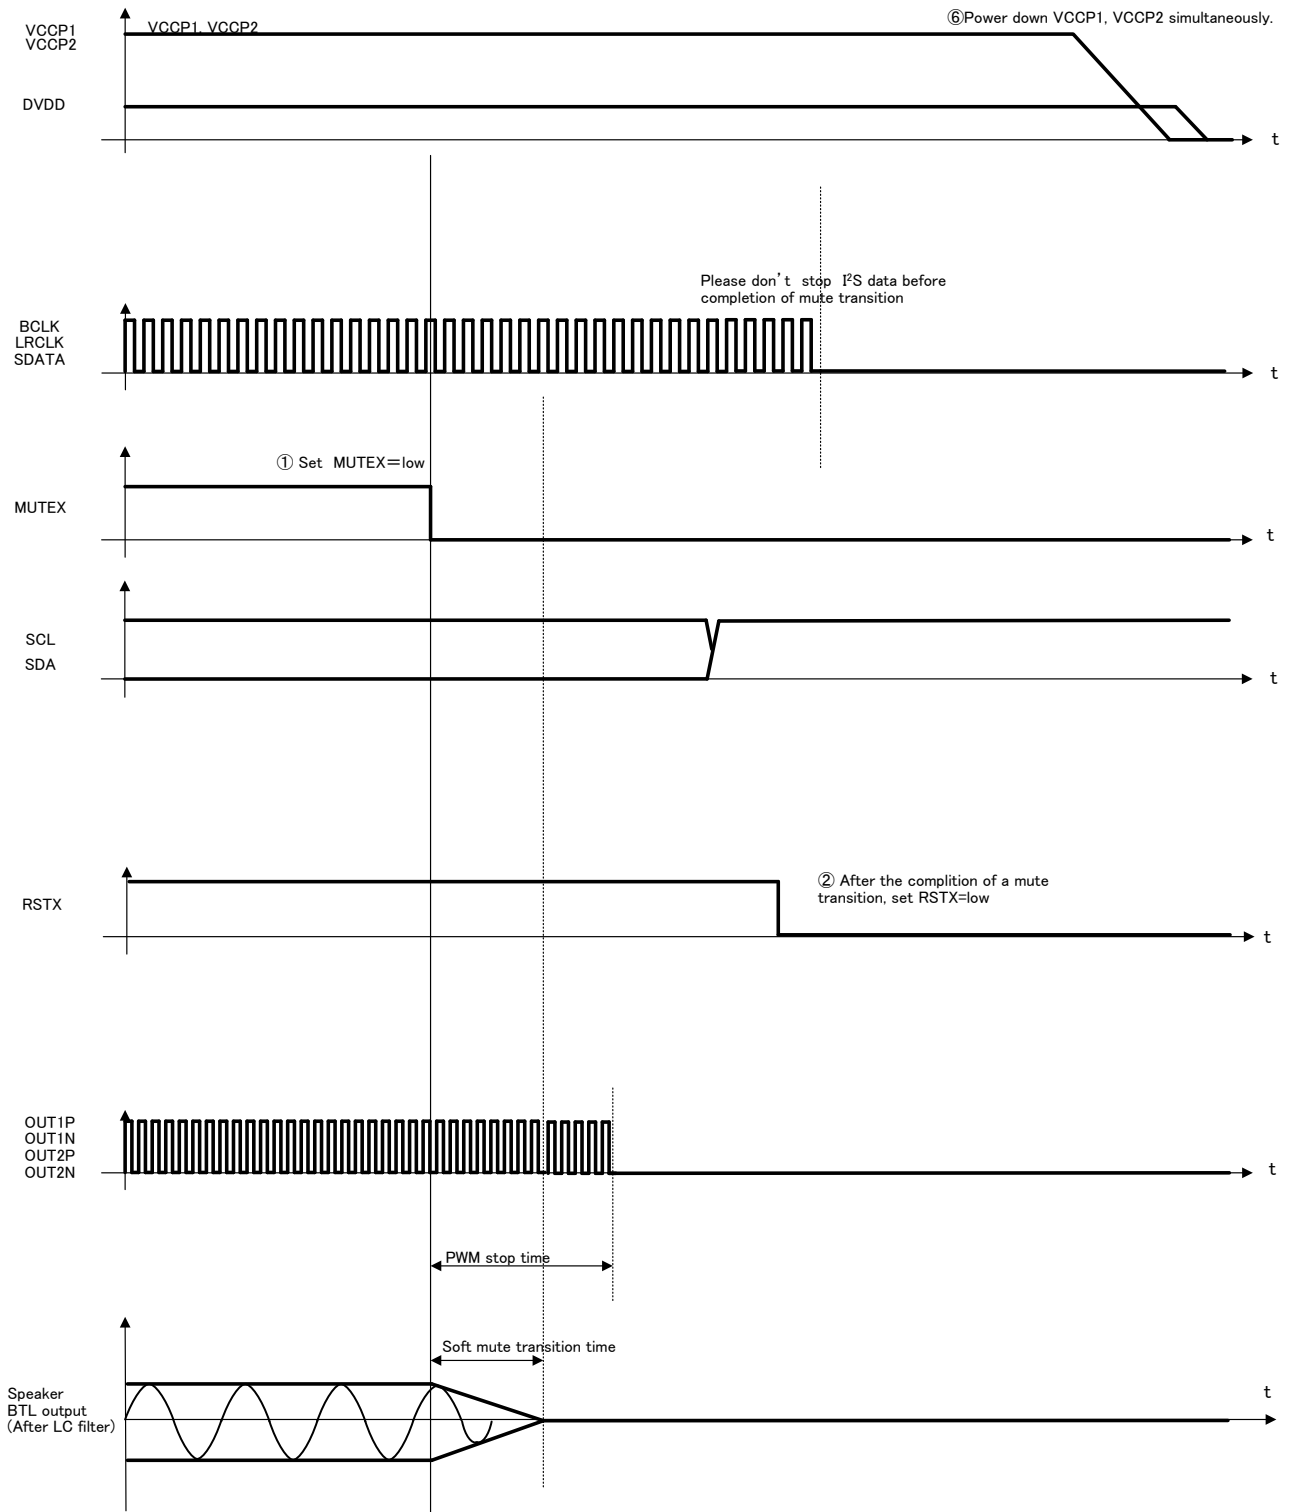 ⑥Power down VCCP1, VCCP2 simultaneously.
VCCP1
VCCP2
VCCP1, VCCP2
DVDD
t
Please don't stop I²S data before
completion of mute transition
BCLK
LRCLK
SDATA
t
① Set MUTEX=low
MUTEX
t
SCL
SDA
t
② After the complition of a mute
transition, set RSTX=low
RSTX
t
OUT1P
OUT1N
OUT2P
OUT2N
t
PWM stop time
Soft mute transition time
t
Speaker
BTL output
(After LC filter)